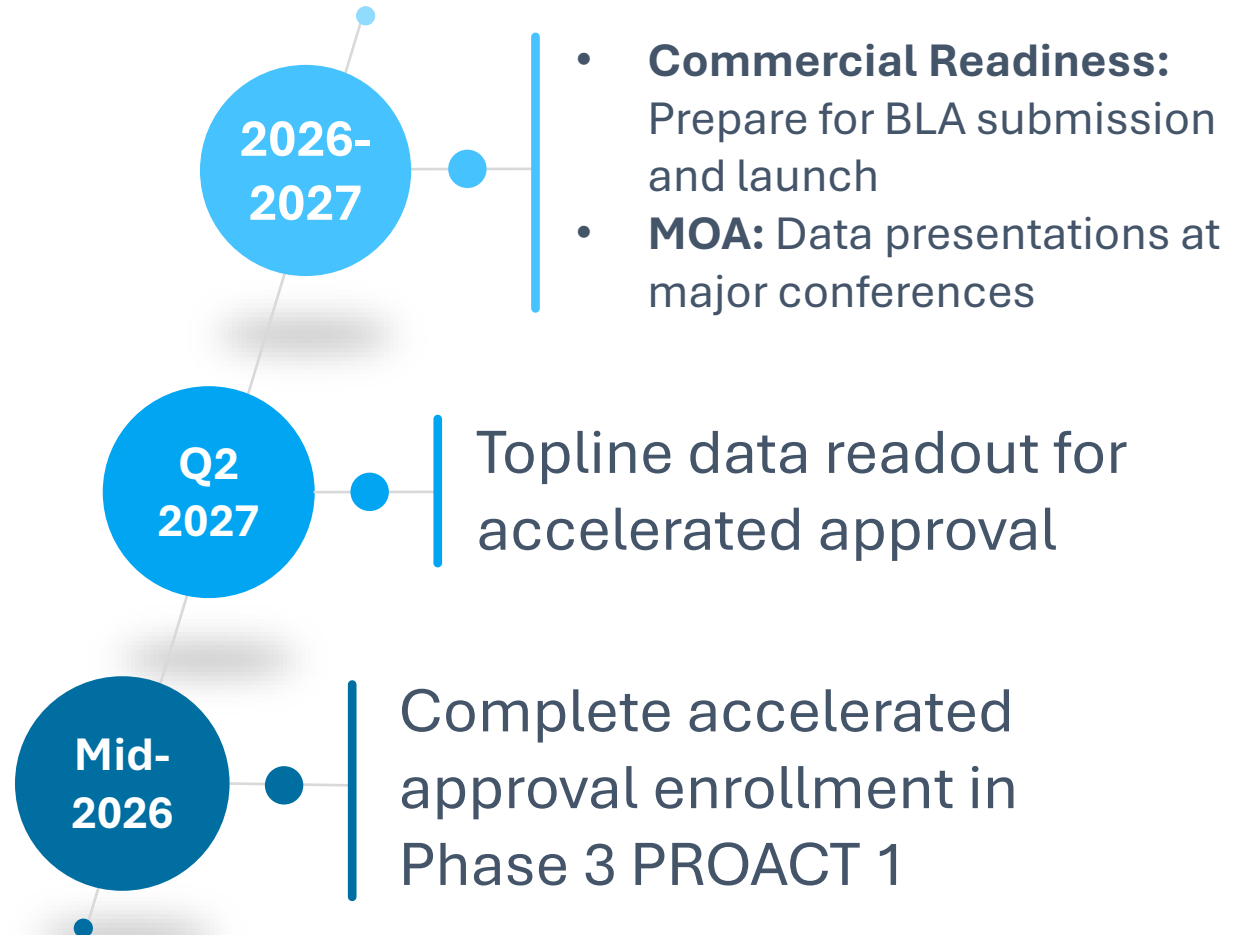 2026-
2027
• Commercial Readiness:
Prepare for BLA submission
and launch
• MOA: Data presentations at
major conferences
Q2
2027
Topline data readout for
accelerated approval
Mid-
2026
Complete accelerated
approval enrollment in
Phase 3 PROACT 1